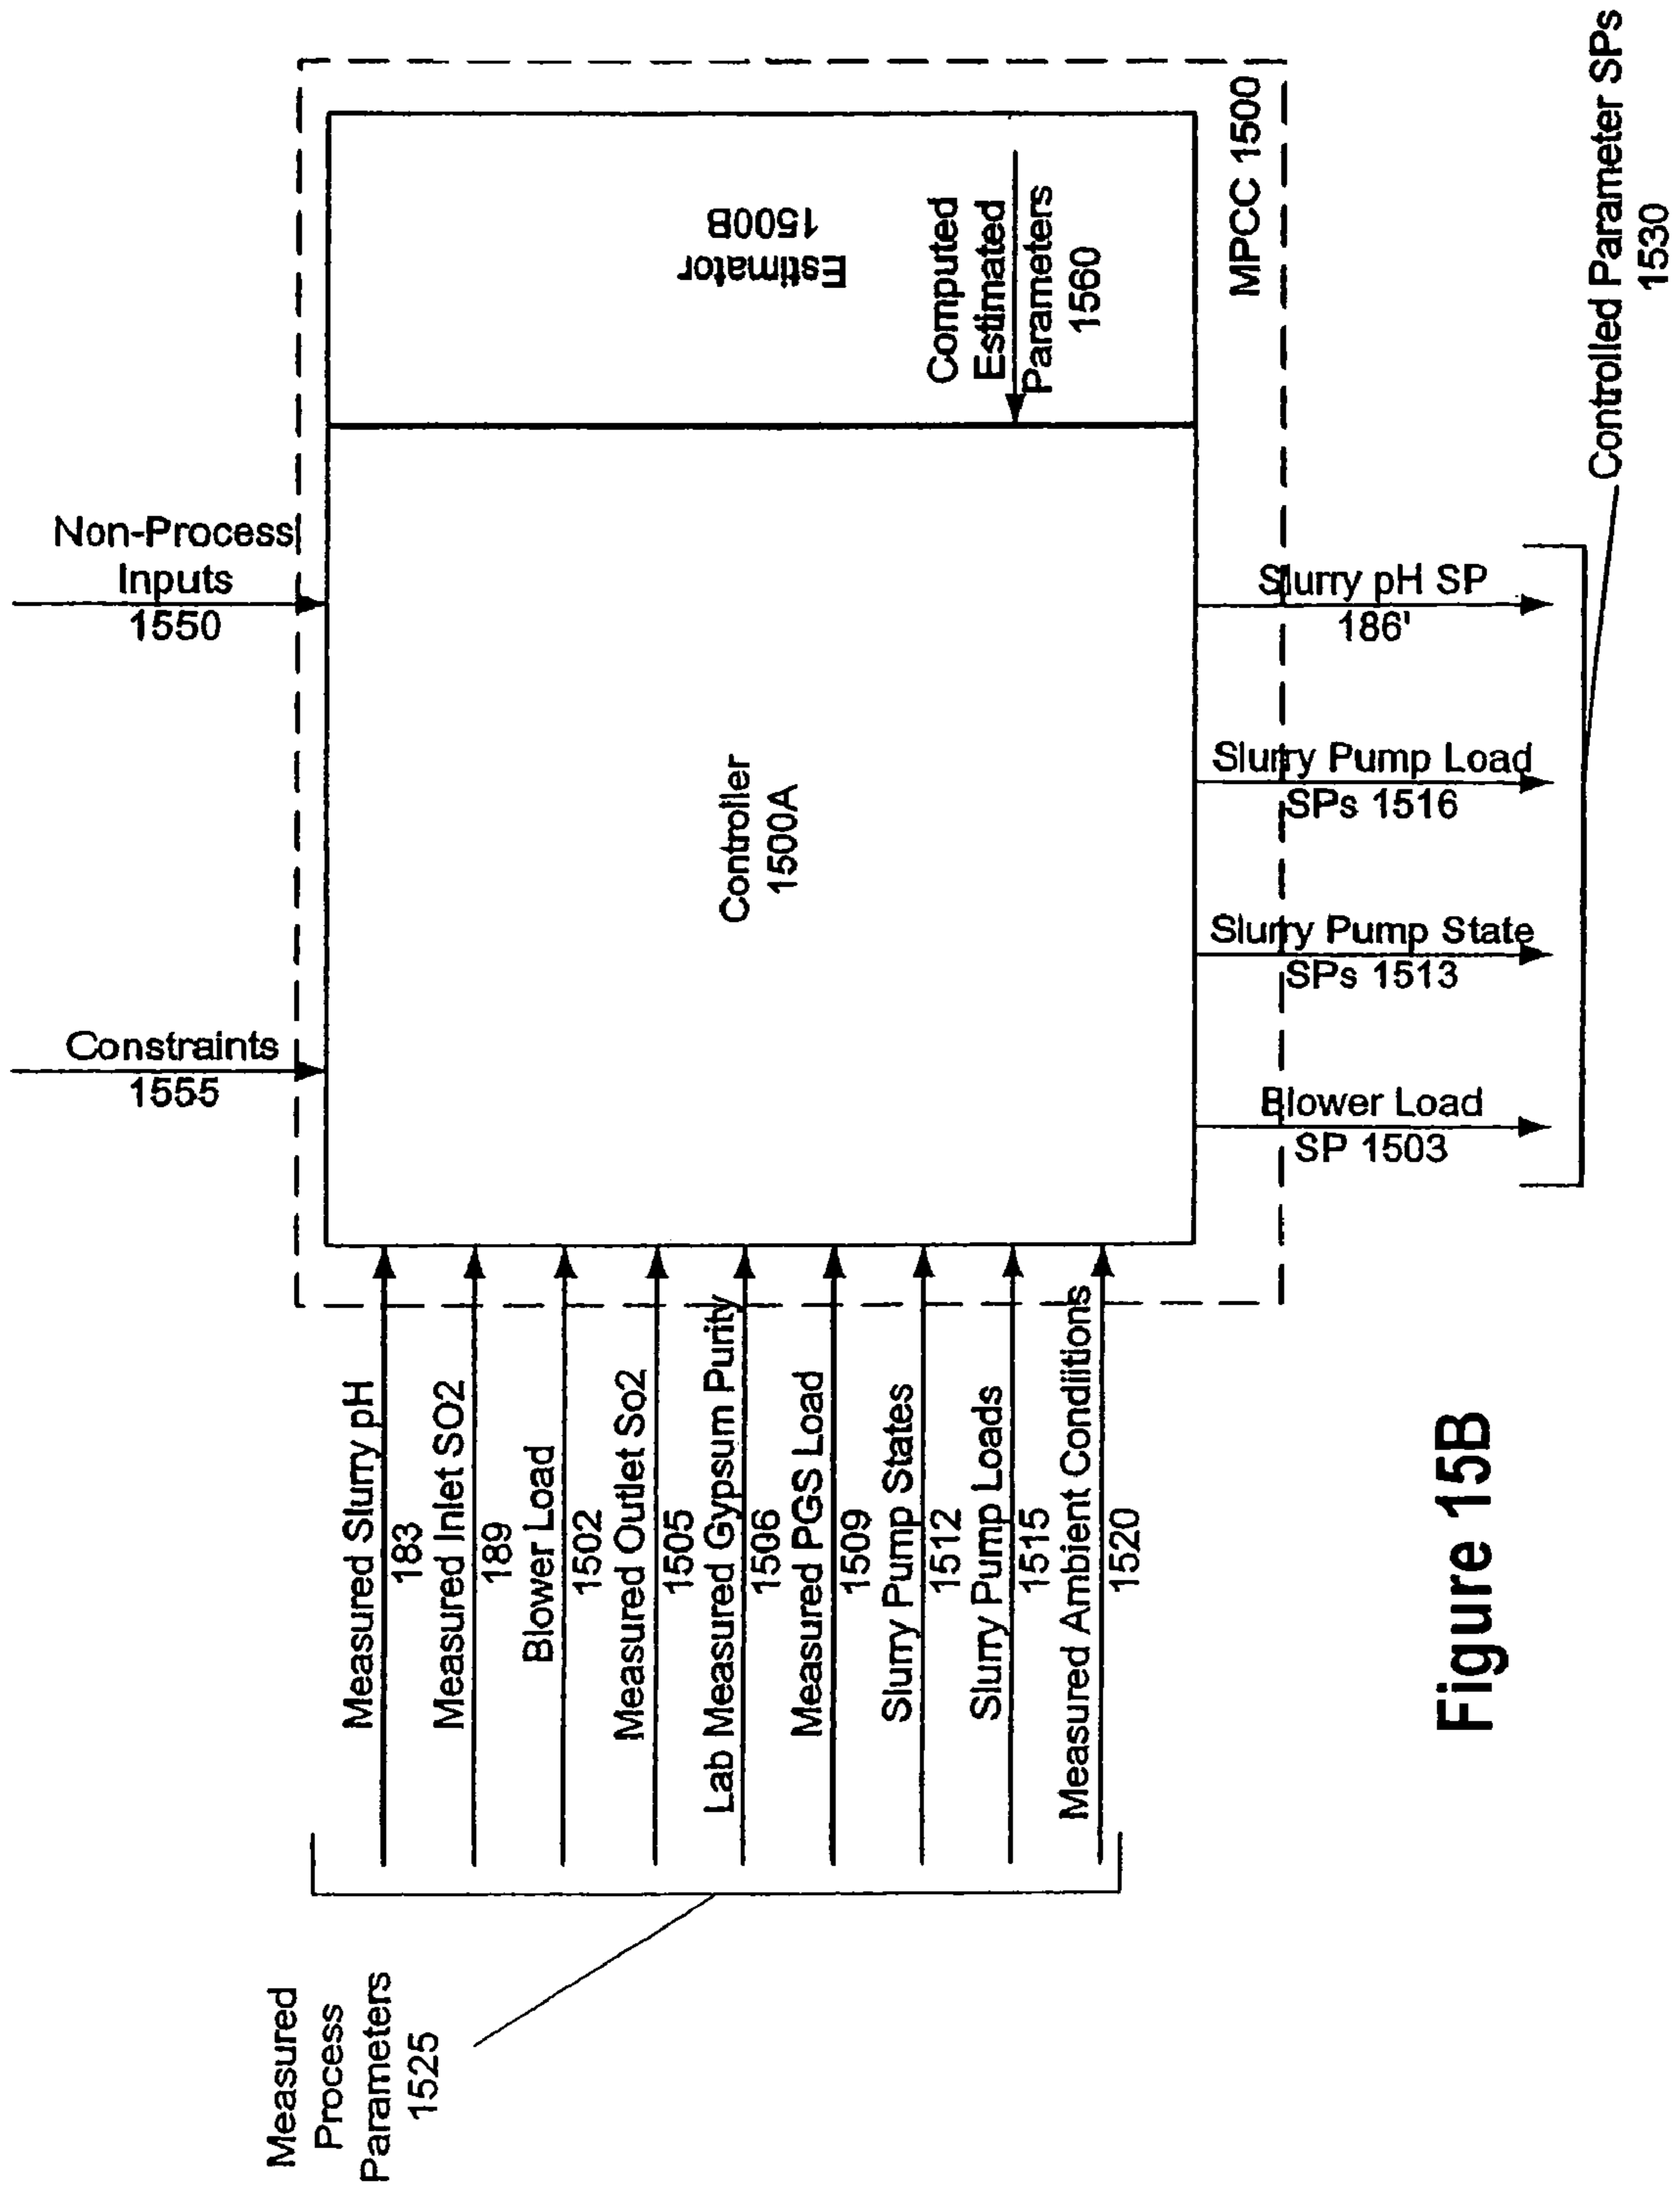 Non-Process
Inputs
1550
Constraints
1555
Measured
Process
Parameters
1525
Measured Slurry pH
183
Measured Inlet SO2
189
Blower Load
1502
Measured Outlet So2
1505
Lab Measured Gypsum Purity
1506
Measured PGS Load
1509
Slurry Pump States
1512
Slurry Pump Loads
1515
Measured Ambient Conditions
1520
Controller
1500A
Estimator
1500B
Computed
Estimated
Parameters
1560
MPCC 1500
Slurry pH SP
186'
Slurry Pump Load
SPs 1516
Slurry Pump State
SPs 1513
Blower Load
SP 1503
Controlled Parameter SPs
1530
Figure 15B